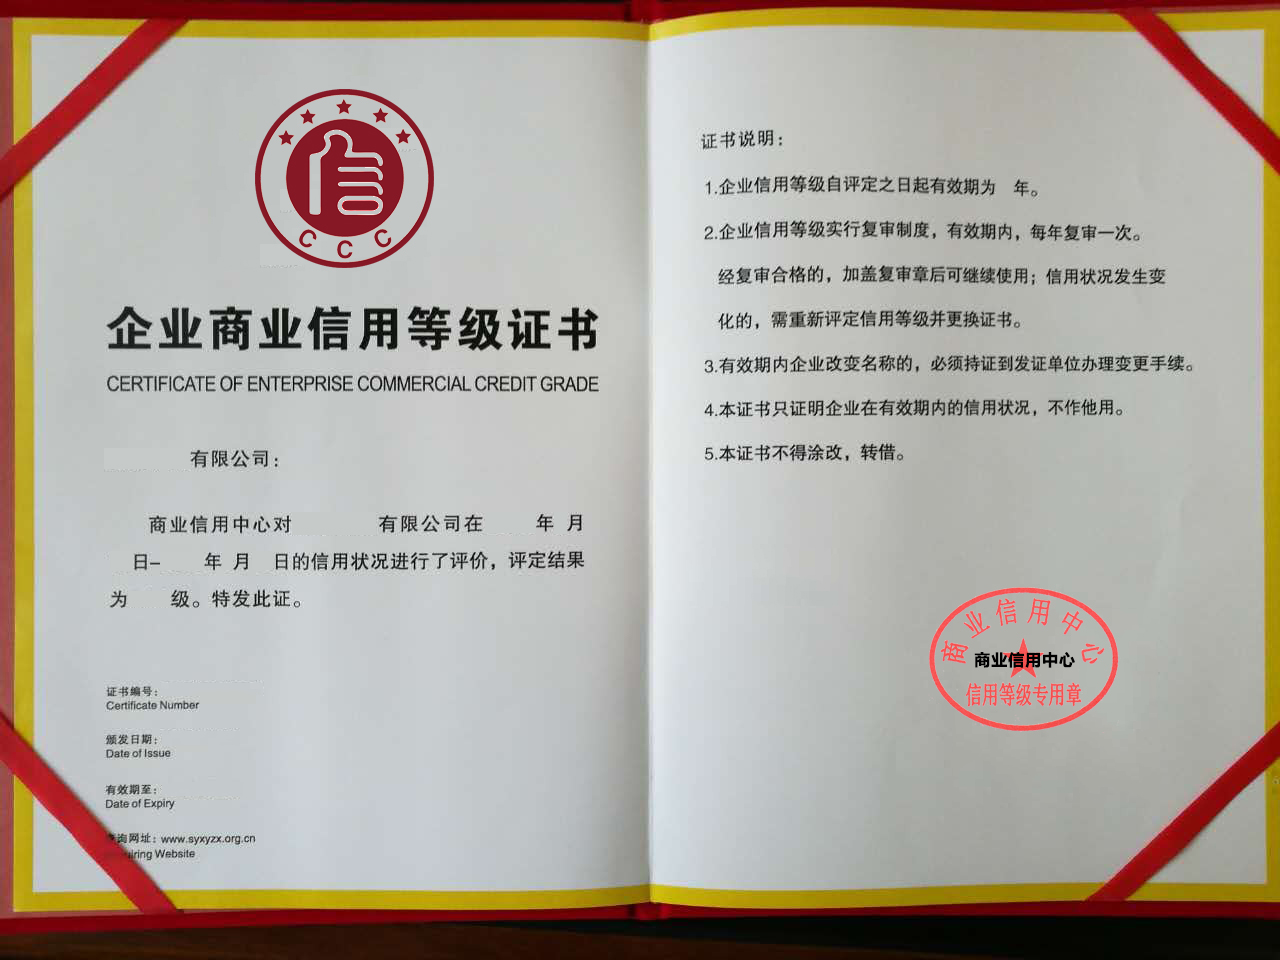 信
CCC
企业商业信用等级证书
CERTIFICATE OF ENTERPRISE COMMERCIAL CREDIT GRADE
有限公司：
商业信用中心对 有限公司在 年 月
日– 年 月 日的信用状况进行了评价，评定结果
为 级。特发此证。
证书编号：
Certificate Number
颁发日期：
Date of Issue
有效期至：
Date of Expiry
查询网址：www.syxyzx.org.cn
Website
证书说明：
1.企业信用等级自评定之日起有效期为 年。
2.企业信用等级实行复审制度，有效期内，每年复审一次。
经复审合格的，加盖复审章后可继续使用；信用状况发生变
化的，需重新评定信用等级并更换证书。
3.有效期内企业改变名称的，必须持证到发证单位办理变更手续。
4.本证书只证明企业在有效期内的信用状况，不作他用。
5.本证书不得涂改，转借。
商业信用中心
商业信用中心
信用等级专用章